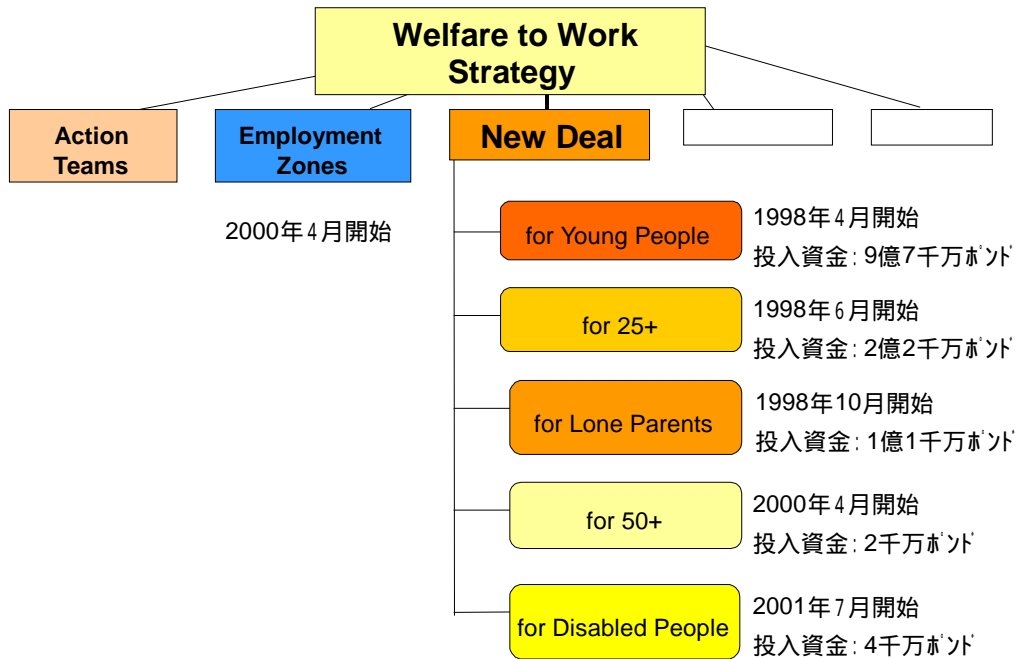 Welfare to Work
Strategy
Action
Teams
Employment
Zones
New Deal
2000年4月開始
for Young People
1998年4月開始
投入資金:9億7千万ﾎﾟﾝﾄﾞ
for 25+
1998年6月開始
投入資金:2億2千万ﾎﾟﾝﾄﾞ
for Lone Parents
1998年10月開始
投入資金:1億1千万ﾎﾟﾝﾄﾞ
for 50+
2000年4月開始
投入資金:2千万ﾎﾟﾝﾄﾞ
for Disabled People
2001年7月開始
投入資金:4千万ﾎﾟﾝﾄﾞ